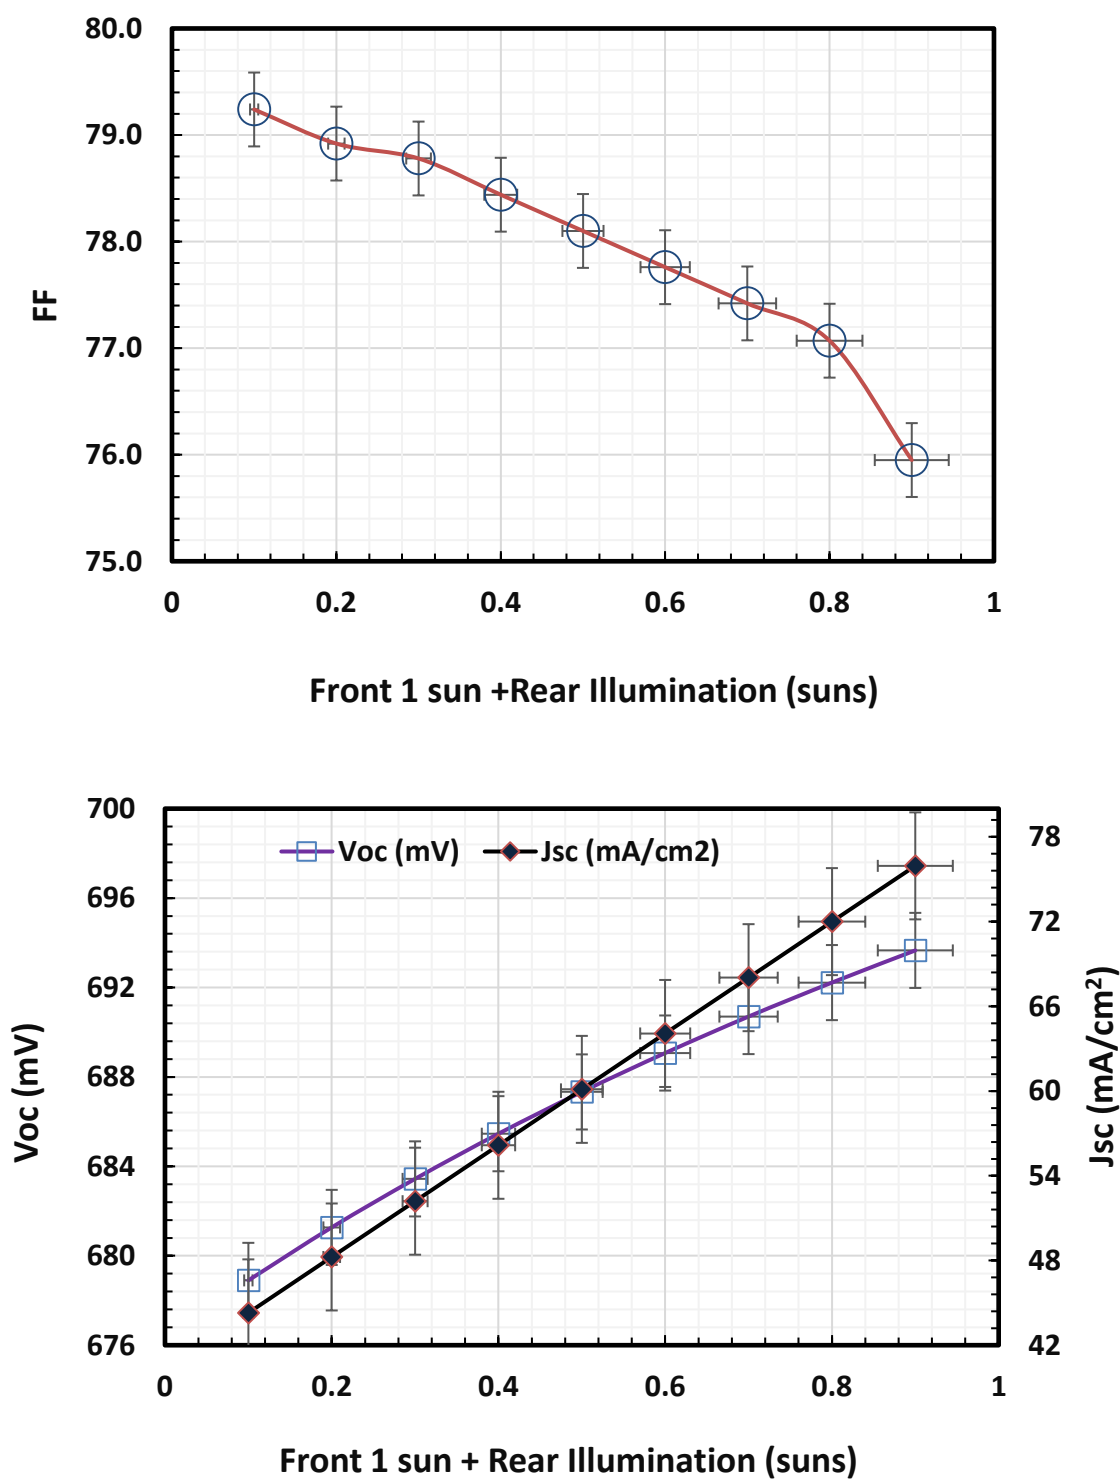 80.0
79.0
78.0
77.0
76.0
75.0
FF
0 0.2 0.4 0.6 0.8 1
Front 1 sun +Rear Illumination (suns)
700
696
692
688
684
680
676
Voc (mV)
Voc (mV) Jsc (mA/cm2)
78
72
66
60
54
48
42
Jsc (mA/cm²)
0 0.2 0.4 0.6 0.8 1
Front 1 sun + Rear Illumination (suns)